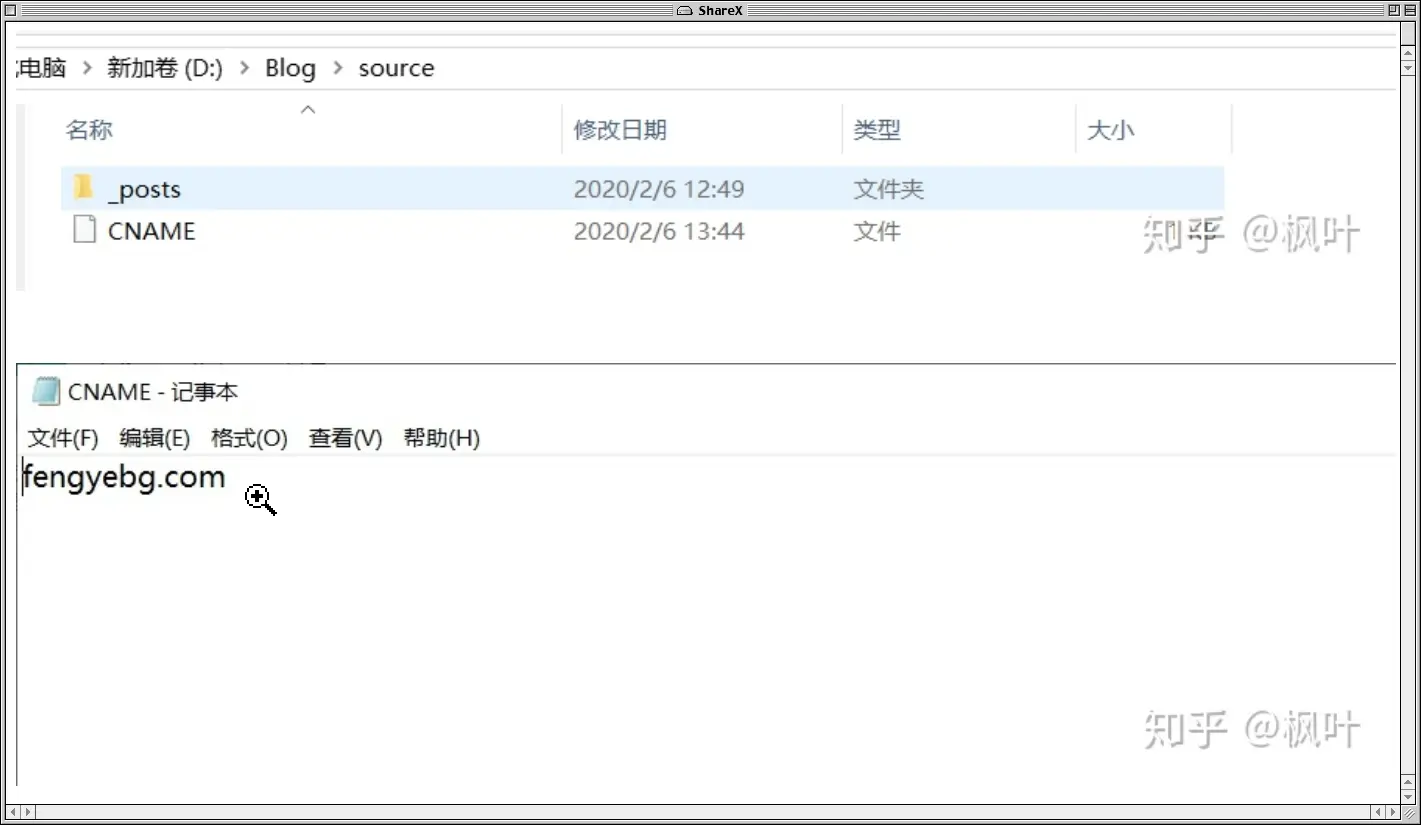 ShareX
电脑 > 新加卷 (D:) > Blog > source
名称 修改日期 类型 大小
_posts 2020/2/6 12:49 文件夹
CNAME 2020/2/6 13:44 文件 1 KB
知乎 @枫叶
CNAME - 记事本
文件(F) 编辑(E) 格式(O) 查看(V) 帮助(H)
fengyebg.com
知乎 @枫叶